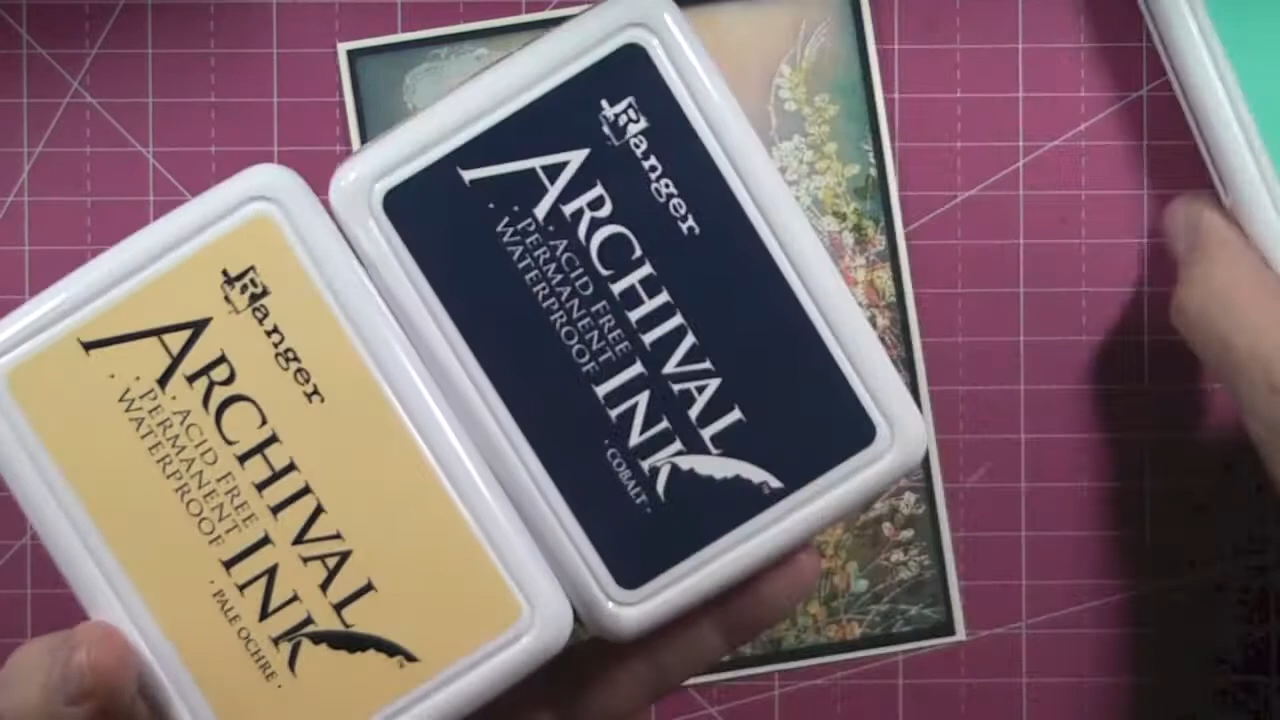 Ranger
ARCHIVAL
INK
. ACID FREE
. PERMANENT
. WATERPROOF
. PALE OCHRE .
Ranger
ARCHIVAL
INK
. ACID FREE
. PERMANENT
. WATERPROOF
. COBALT .